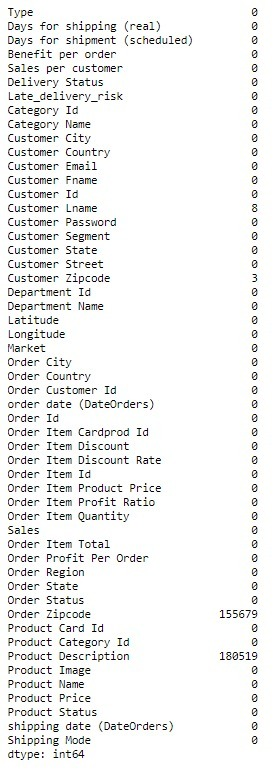 Type 0
Days for shipping (real) 0
Days for shipment (scheduled) 0
Benefit per order 0
Sales per customer 0
Delivery Status 0
Late_delivery_risk 0
Category Id 0
Category Name 0
Customer City 0
Customer Country 0
Customer Email 0
Customer Fname 0
Customer Id 0
Customer Lname 8
Customer Password 0
Customer Segment 0
Customer State 0
Customer Street 0
Customer Zipcode 3
Department Id 0
Department Name 0
Latitude 0
Longitude 0
Market 0
Order City 0
Order Country 0
Order Customer Id 0
order date (DateOrders) 0
Order Id 0
Order Item Cardprod Id 0
Order Item Discount 0
Order Item Discount Rate 0
Order Item Id 0
Order Item Product Price 0
Order Item Profit Ratio 0
Order Item Quantity 0
Sales 0
Order Item Total 0
Order Profit Per Order 0
Order Region 0
Order State 0
Order Status 0
Order Zipcode 155679
Product Card Id 0
Product Category Id 0
Product Description 180519
Product Image 0
Product Name 0
Product Price 0
Product Status 0
shipping date (DateOrders) 0
Shipping Mode 0
dtype: int64